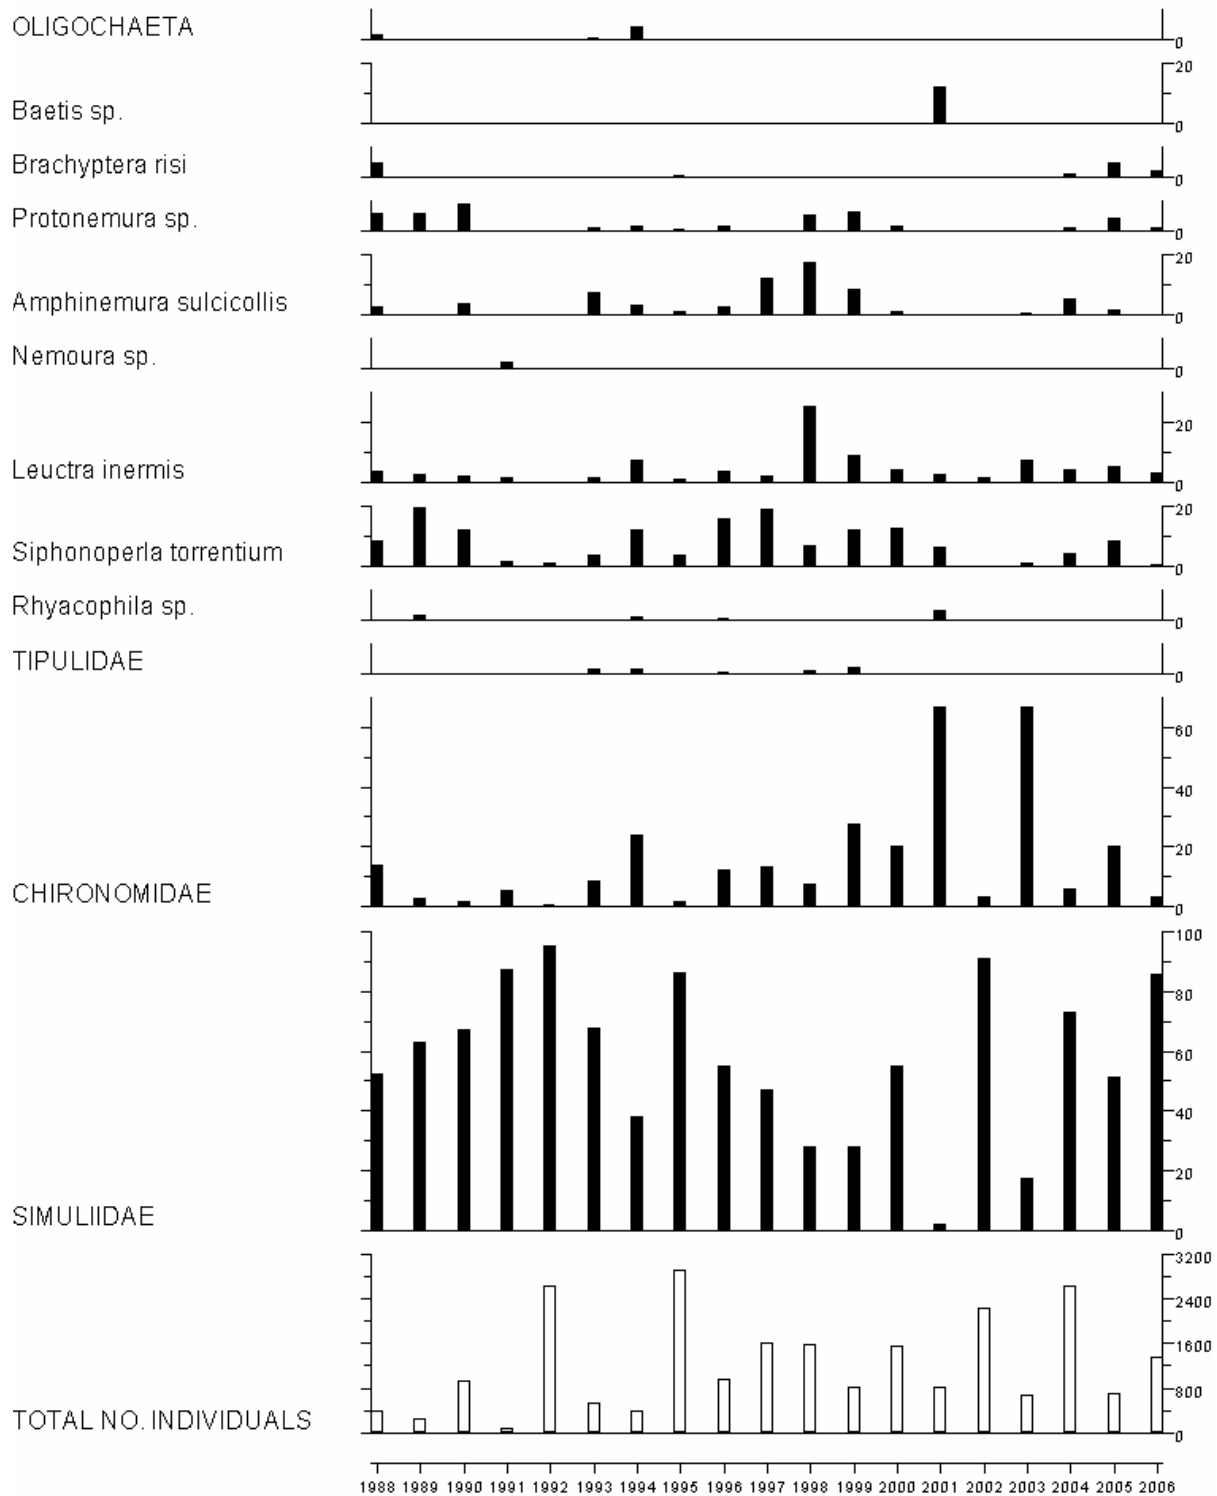 OLIGOCHAETA
0
20
Baetis sp.
0
Brachyptera risi
0
Protonemura sp.
0
20
Amphinemura sulcicollis
0
Nemoura sp.
0
20
Leuctra inermis
0
20
Siphonoperla torrentium
0
Rhyacophila sp.
0
TIPULIDAE
0
60
40
20
CHIRONOMIDAE
0
100
80
60
40
20
SIMULIIDAE
0
3200
2400
1600
800
TOTAL NO. INDIVIDUALS
0
1988 1989 1990 1991 1992 1993 1994 1995 1996 1997 1998 1999 2000 2001 2002 2003 2004 2005 2006